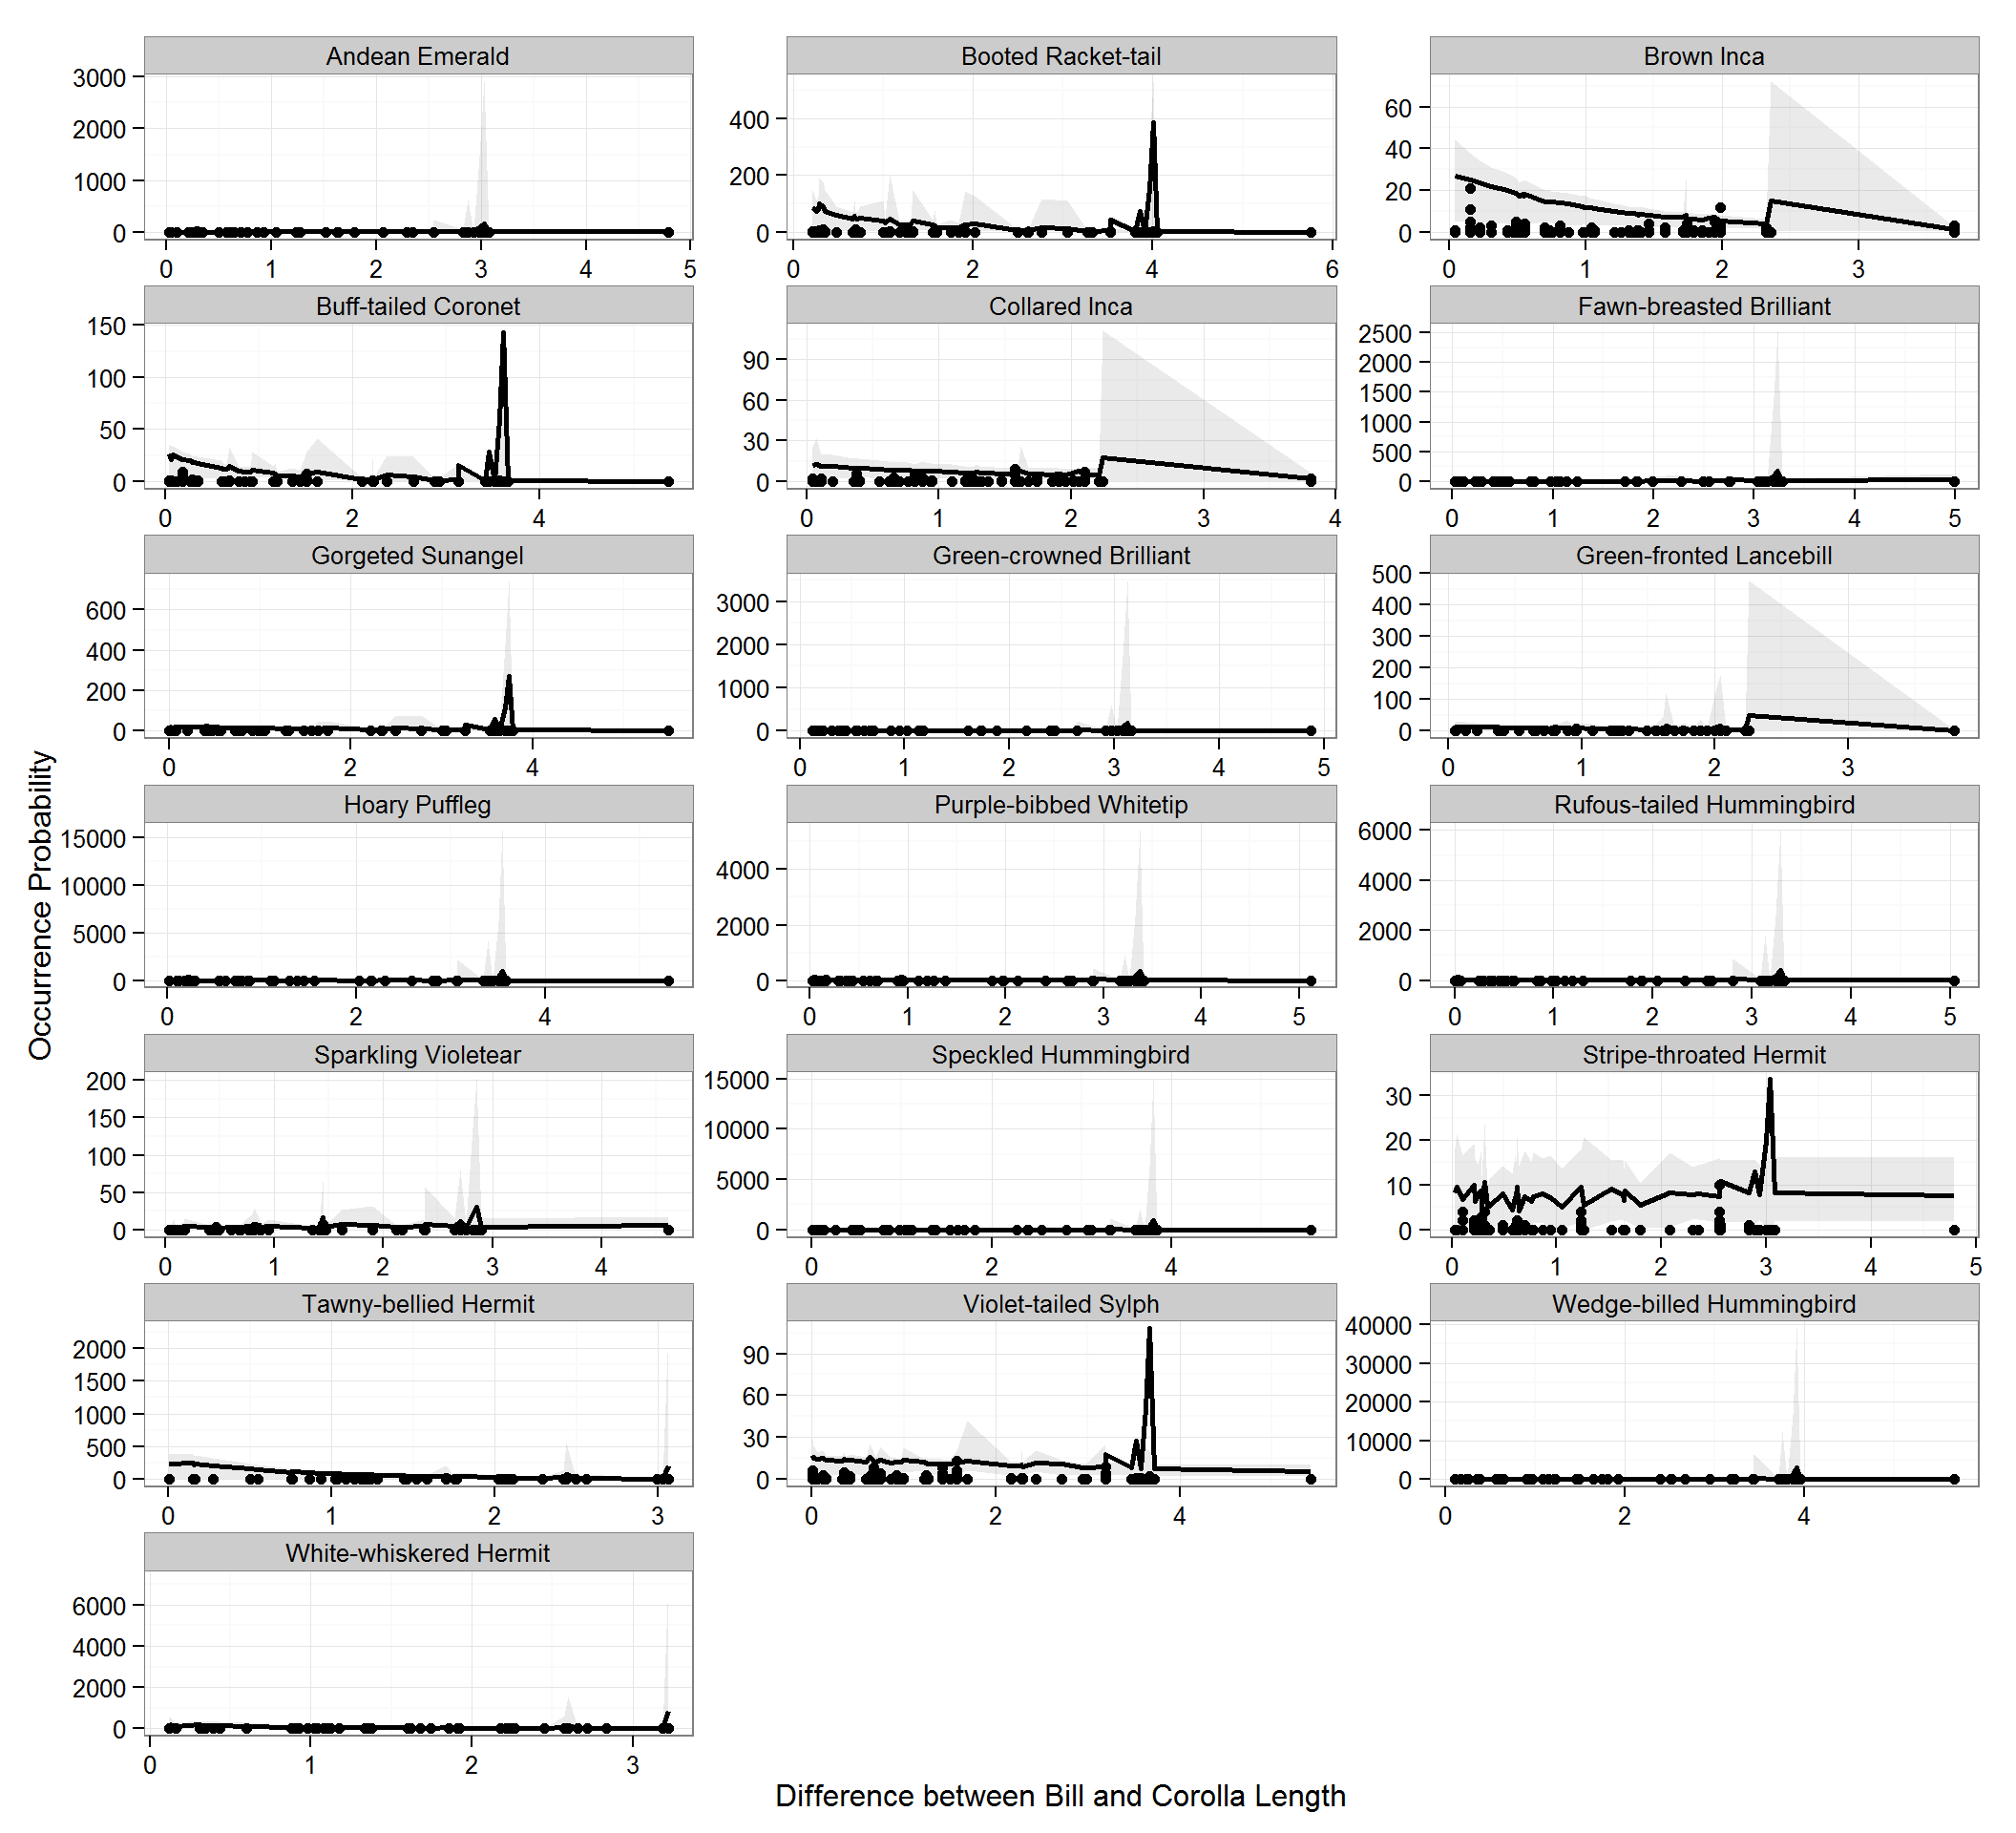 Andean Emerald
Booted Racket-tail
Brown Inca
3000
2000
1000
0
400
200
0
60
40
20
0
0 1 2 3 4 5
0 2 4 6
0 1 2 3
Buff-tailed Coronet
Collared Inca
Fawn-breasted Brilliant
150
100
50
0
90
60
30
0
2500
2000
1500
1000
500
0
0 2 4
0 1 2 3 4
0 1 2 3 4 5
Gorgeted Sunangel
Green-crowned Brilliant
Green-fronted Lancebill
600
400
200
0
3000
2000
1000
0
500
400
300
200
100
0
0 2 4
0 1 2 3 4 5
0 1 2 3
Hoary Puffleg
Purple-bibbed Whitetip
Rufous-tailed Hummingbird
15000
10000
5000
0
4000
2000
0
6000
4000
2000
0
0 2 4
0 1 2 3 4 5
0 1 2 3 4 5
Sparkling Violetear
Speckled Hummingbird
Stripe-throated Hermit
200
150
100
50
0
15000
10000
5000
0
30
20
10
0
0 1 2 3 4
0 2 4
0 1 2 3 4 5
Tawny-bellied Hermit
Violet-tailed Sylph
Wedge-billed Hummingbird
2000
1500
1000
500
0
90
60
30
0
40000
30000
20000
10000
0
0 1 2 3
0 2 4
0 2 4
White-whiskered Hermit
6000
4000
2000
0
0 1 2 3
Occurrence Probability
Difference between Bill and Corolla Length